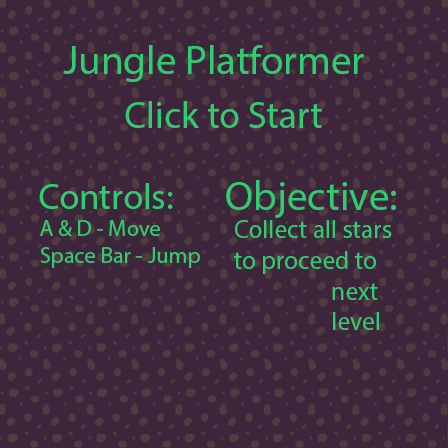 Jungle Platformer
Click to Start
Controls:
A & D - Move
Space Bar - Jump
Objective:
Collect all stars
to proceed to
next
level